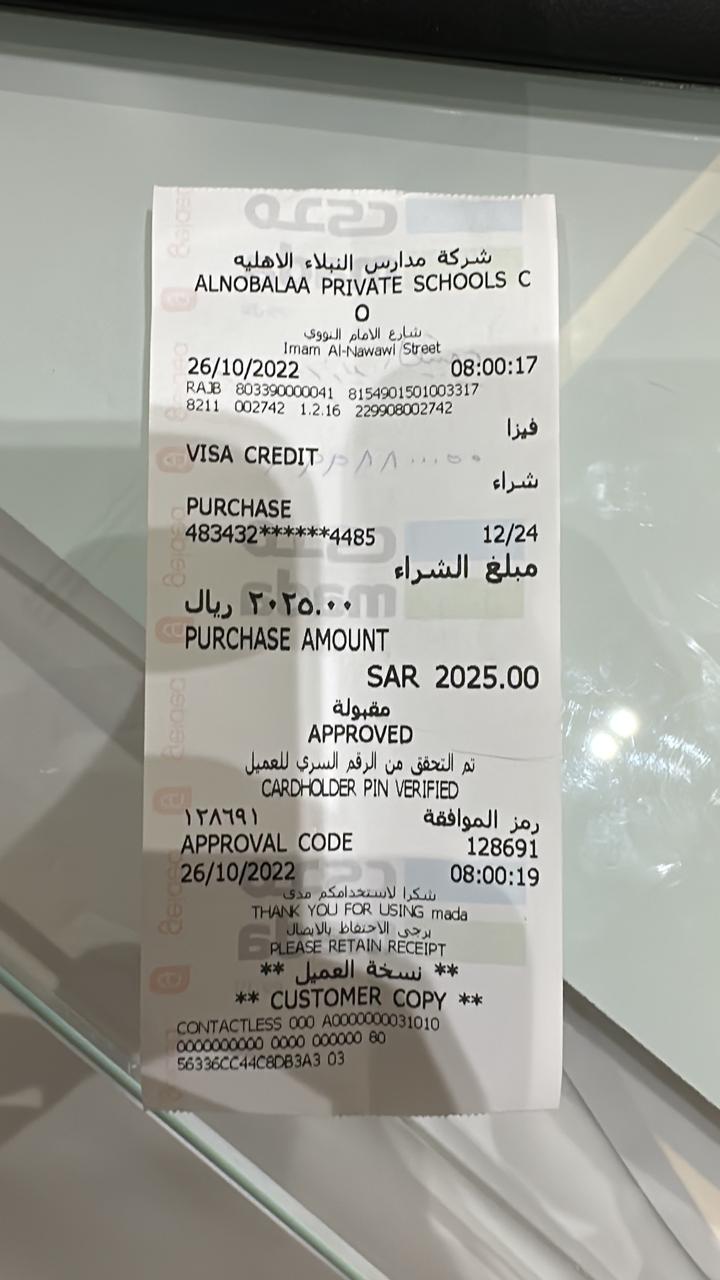 شركة مدارس النبلاء الاهليه
ALNOBALAA PRIVATE SCHOOLS C
O
شارع الامام النووي
Imam Al-Nawawi Street
26/10/2022 08:00:17
RAJB 803390000041 8154901501003317
8211 002742 1.2.16 229908002742
فيزا
VISA CREDIT
شراء
PURCHASE
483432******4485 12/24
مبلغ الشراء
٢٠٢٥.٠٠ ريال
PURCHASE AMOUNT
SAR 2025.00
مقبولة
APPROVED
تم التحقق من الرقم السري للعميل
CARDHOLDER PIN VERIFIED
رمز الموافقة ١٢٨٦٩١
APPROVAL CODE 128691
26/10/2022 08:00:19
شكرا لاستخدامكم مدى
THANK YOU FOR USING mada
يرجى الاحتفاظ بالايصال
PLEASE RETAIN RECEIPT
** نسخة العميل **
** CUSTOMER COPY **
CONTACTLESS 000 A0000000031010
0000000000 0000 000000 80
56336CC44C8DB3A3 03